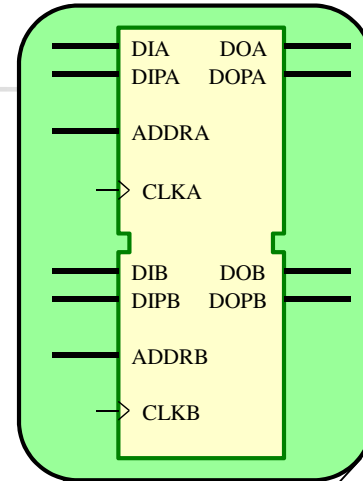 DIA DOA
DIPA DOPA
ADDRA
CLKA
DIB DOB
DIPB DOPB
ADDRB
CLKB